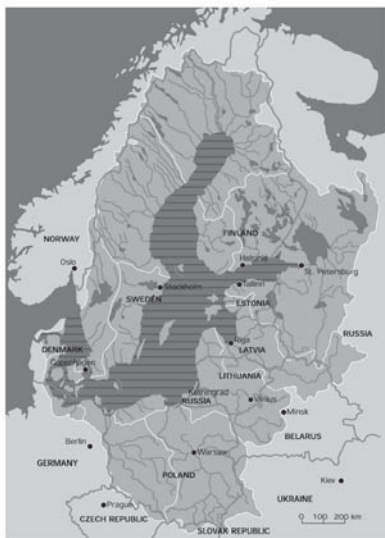 NORWAY
FINLAND
Oslo
Helsinki
St. Petersburg
Stockholm
Tallinn
SWEDEN
ESTONIA
RUSSIA
Riga
DENMARK
LATVIA
Copenhagen
LITHUANIA
Kaliningrad
Vilnius
RUSSIA
Minsk
BELARUS
Berlin
Warsaw
GERMANY
POLAND
Kiev
UKRAINE
Prague
CZECH REPUBLIC
SLOVAK REPUBLIC
0 100 200 km